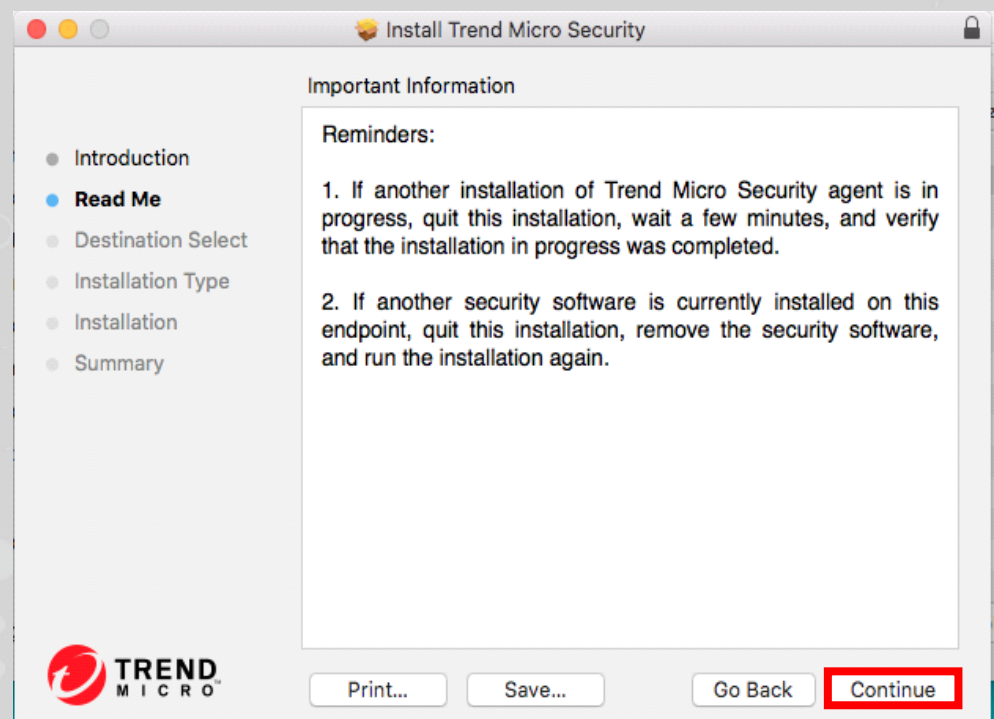 Install Trend Micro Security
Important Information
Introduction
Read Me
Destination Select
Installation Type
Installation
Summary
Reminders:
1. If another installation of Trend Micro Security agent is in
progress, quit this installation, wait a few minutes, and verify
that the installation in progress was completed.
2. If another security software is currently installed on this
endpoint, quit this installation, remove the security software,
and run the installation again.
TREND
MICRO™
Print...
Save...
Go Back
Continue